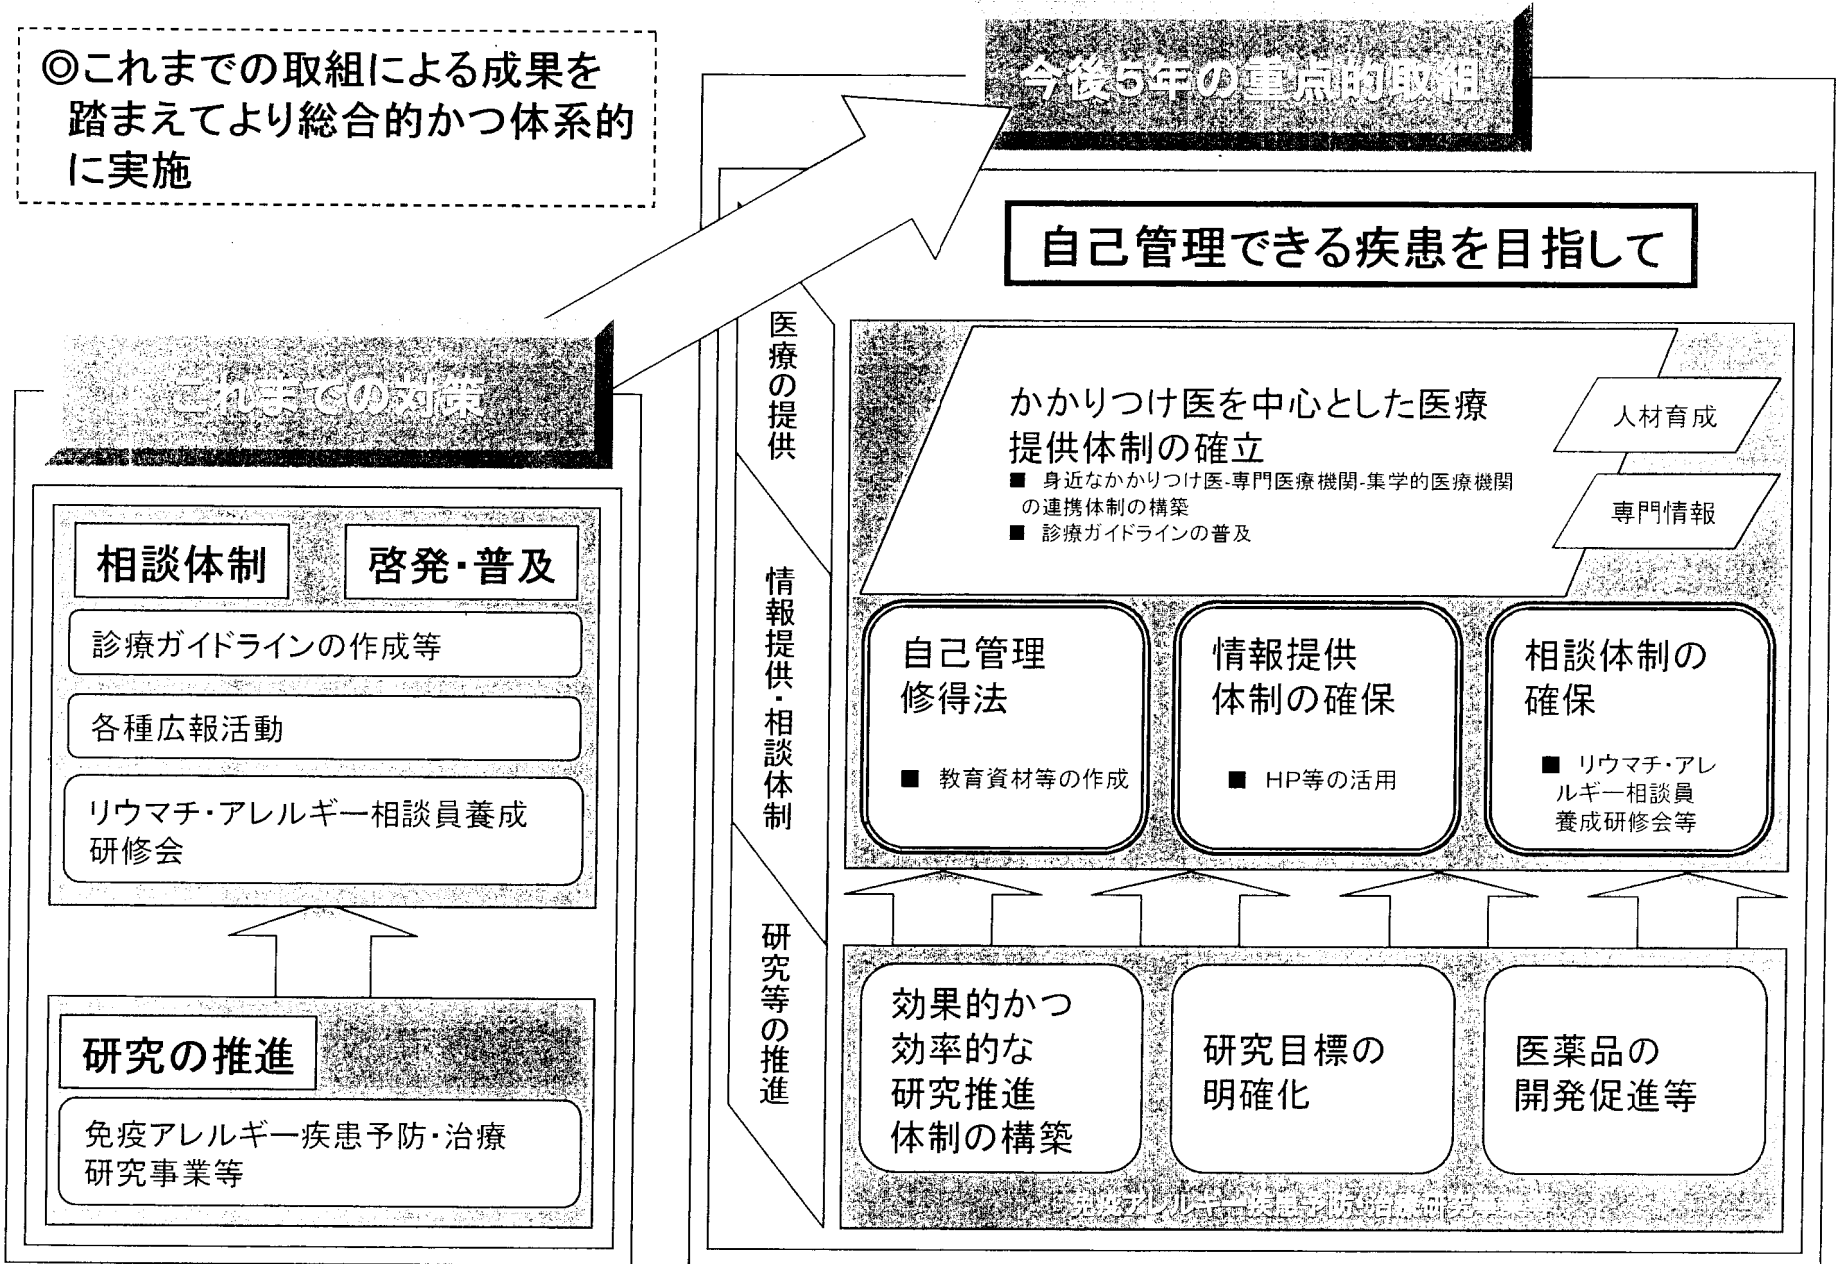 ◎これまでの取組による成果を
踏まえてより総合的かつ体系的
に実施
これまでの対策
相談体制
啓発・普及
診療ガイドラインの作成等
各種広報活動
リウマチ・アレルギー相談員養成
研修会
研究の推進
免疫アレルギー疾患予防・治療
研究事業等
今後5年の重点的取組
自己管理できる疾患を目指して
医療の提供
情報提供・相談体制
研究等の推進
かかりつけ医を中心とした医療
提供体制の確立
■ 身近なかかりつけ医-専門医療機関-集学的医療機関
の連携体制の構築
■ 診療ガイドラインの普及
人材育成
専門情報
自己管理
修得法
■ 教育資材等の作成
情報提供
体制の確保
■ HP等の活用
相談体制の
確保
■ リウマチ・アレ
ルギー相談員
養成研修会等
効果的かつ
効率的な
研究推進
体制の構築
研究目標の
明確化
医薬品の
開発促進等
免疫アレルギー疾患予防・治療研究